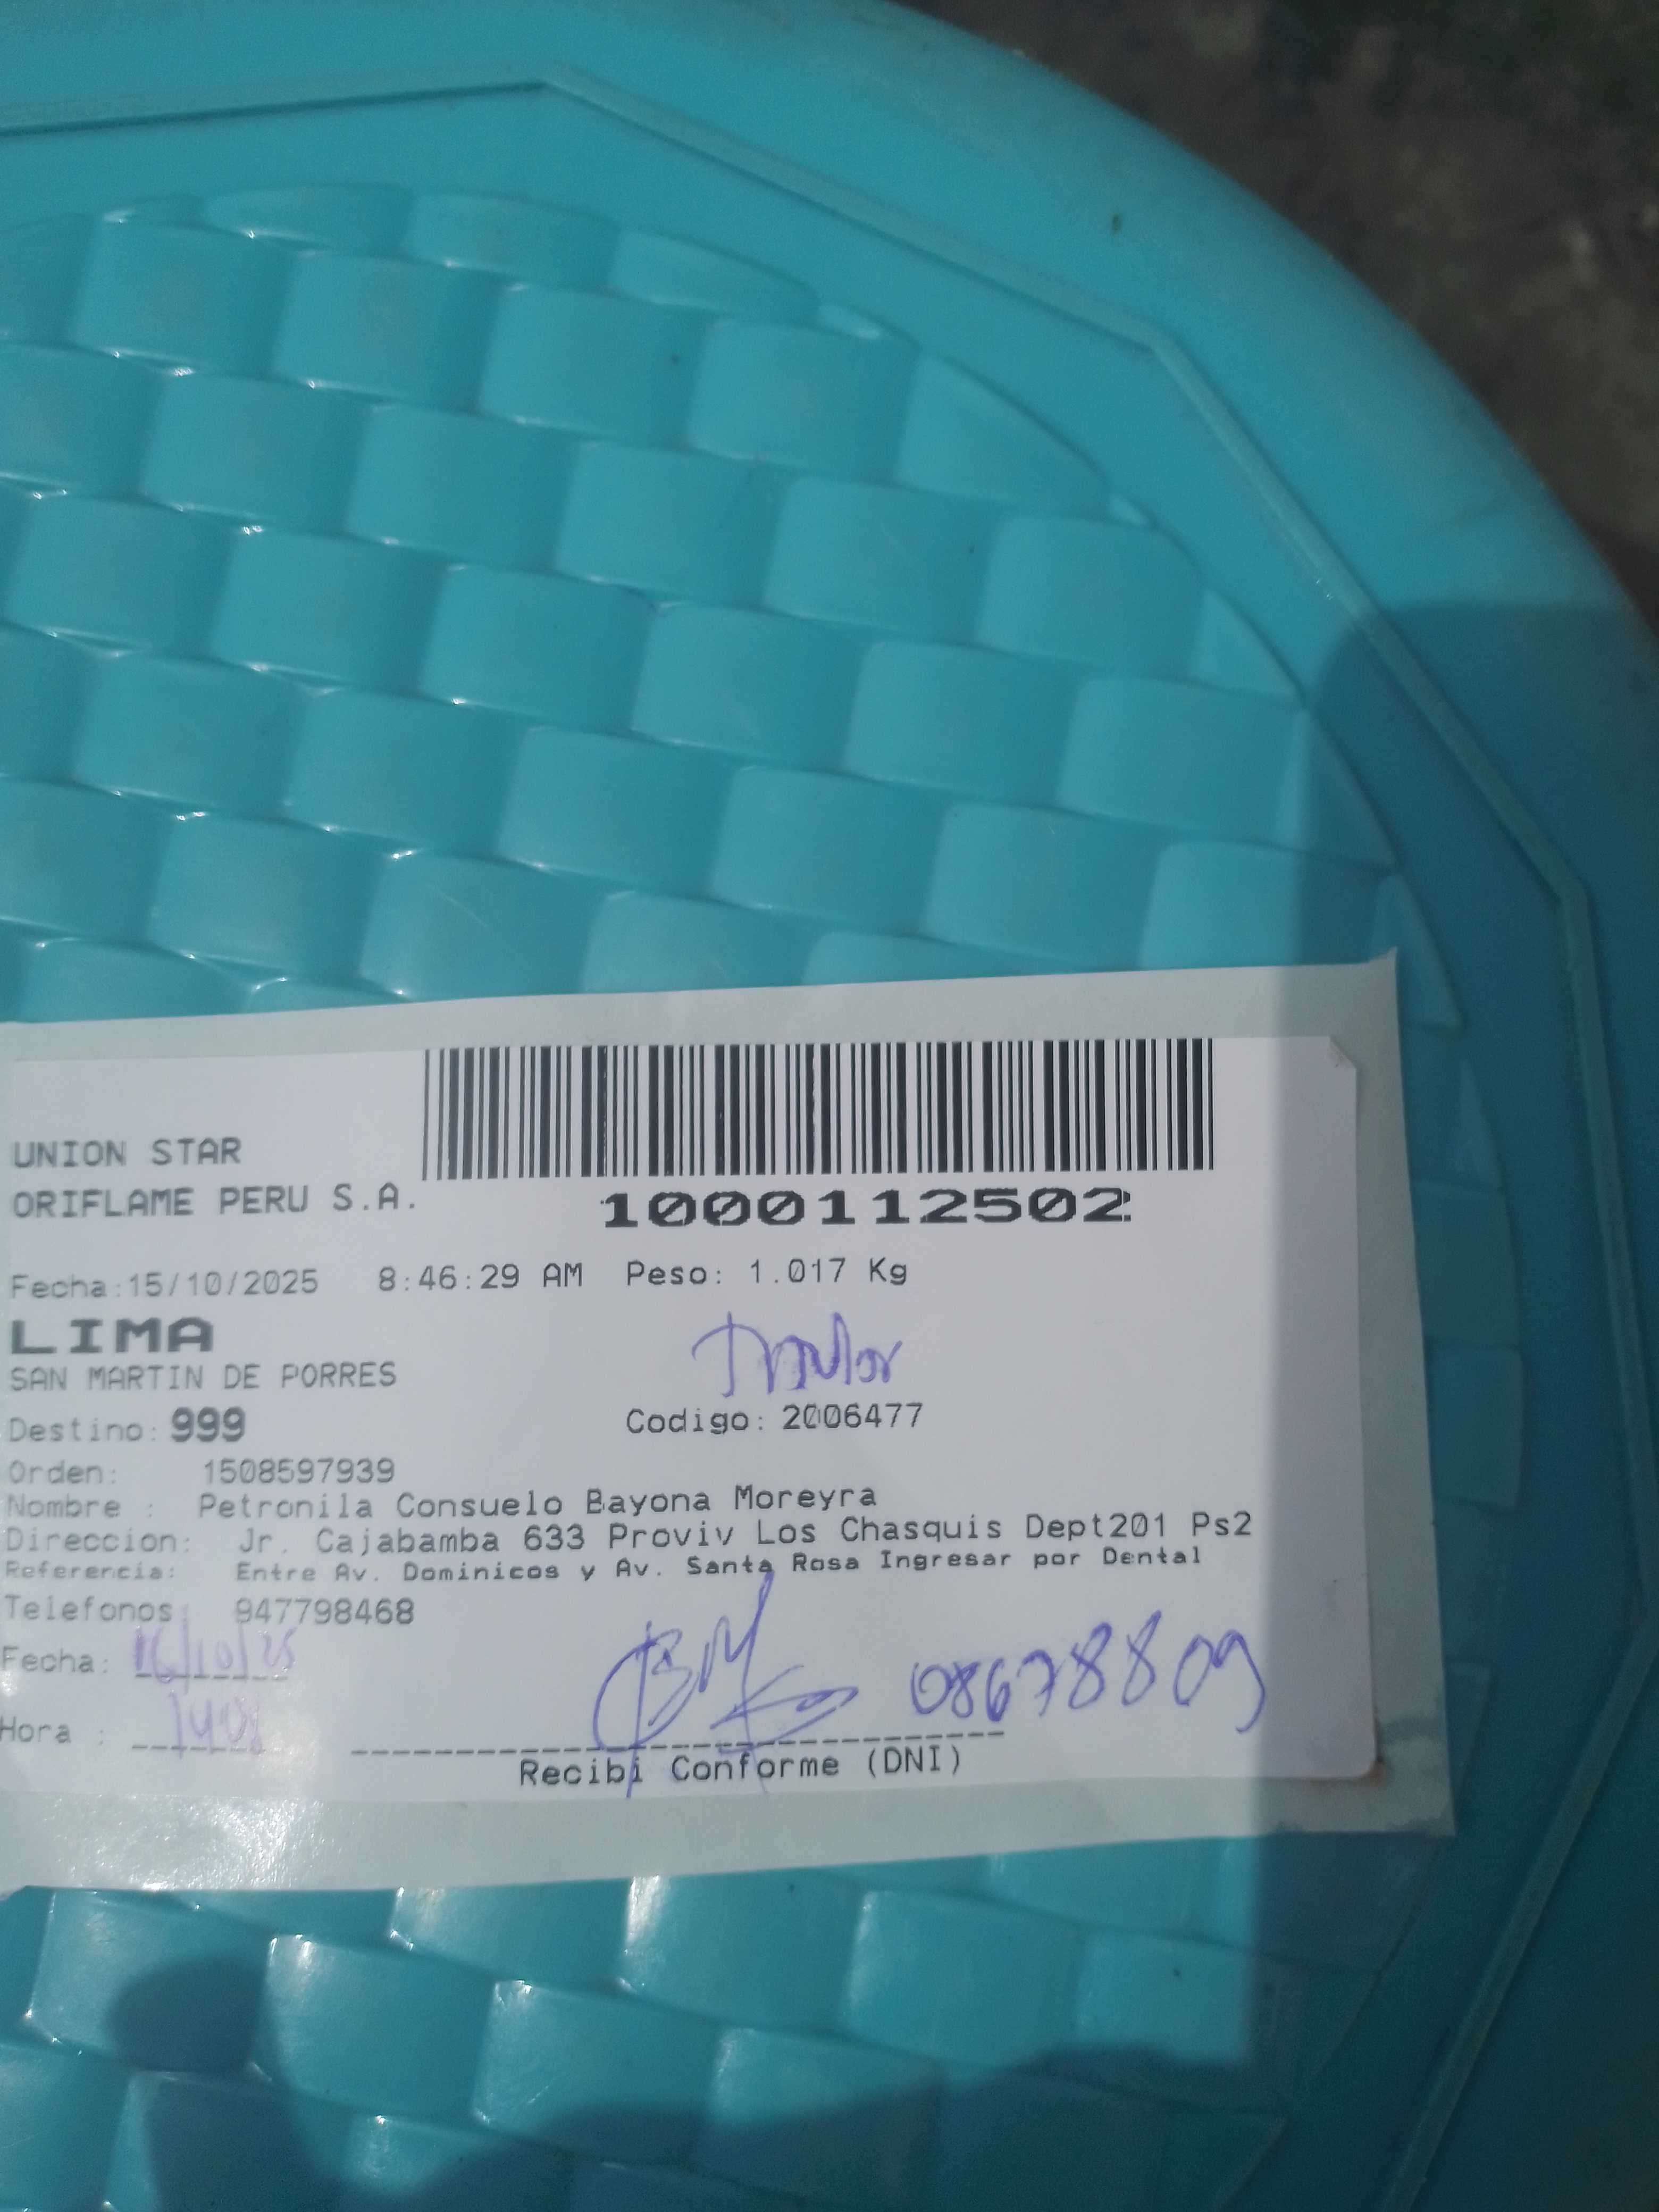 UNION STAR
ORIFLAME PERU S.A.
1000112502
Fecha:15/10/2025 8:46:29 AM Peso: 1.017 Kg
LIMA
SAN MARTIN DE PORRES
Destino: 999
Codigo: 2006477
Orden: 1508597939
Nombre : Petronila Consuelo Bayona Moreyra
Direccion: Jr. Cajabamba 633 Proviv Los Chasquis Dept201 Ps2
Referencia: Entre Av. Dominicos y Av. Santa Rosa Ingresar por Dental
Telefonos: 947798468
Fecha: 16/10/25
08678809
Hora :
Recibi Conforme (DNI)